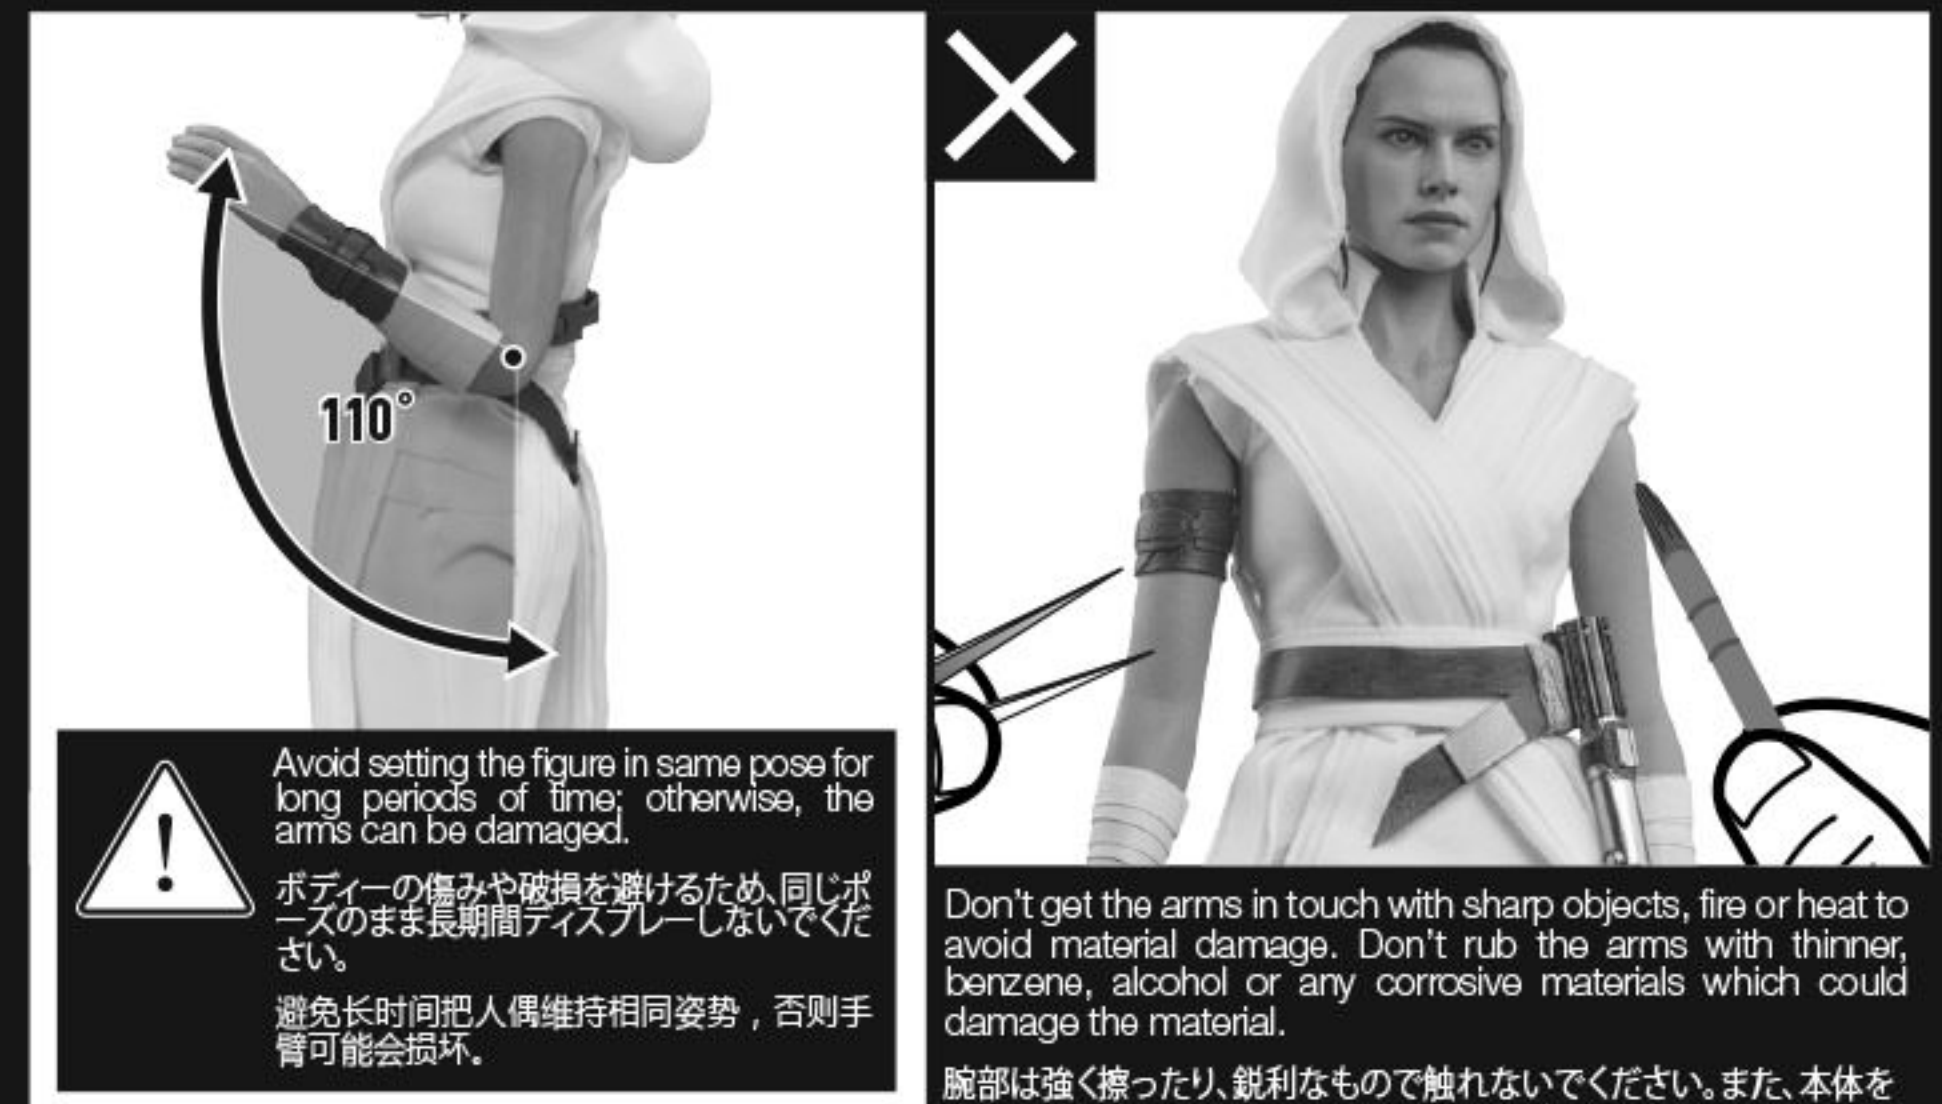 110°
Avoid setting the figure in same pose for
long periods of time; otherwise, the
arms can be damaged.
ボディーの傷みや破損を避けるため、同じポ
ーズのまま長期間ディスプレーしないでくだ
さい。
避免长时间把人偶维持相同姿势，否则手
臂可能会损坏。
Don't get the arms in touch with sharp objects, fire or heat to
avoid material damage. Don't rub the arms with thinner,
benzene, alcohol or any corrosive materials which could
damage the material.
腕部は強く擦ったり、鋭利なもので触れないでください。また、本体を